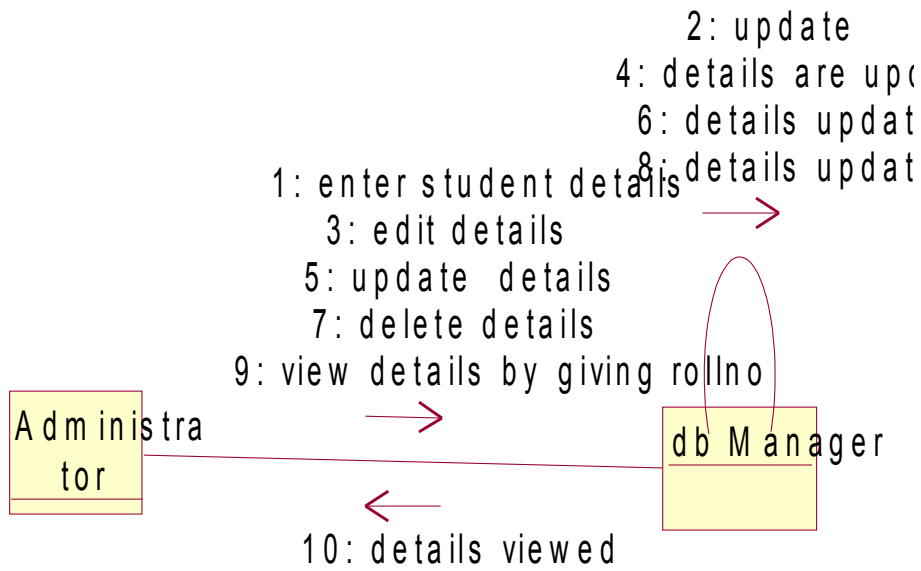 2: update
4: details are upd
6: details updat
8: details updat
1: enter student details
3: edit details
5: update details
7: delete details
9: view details by giving rollno
Administra
tor
db Manager
10: details viewed